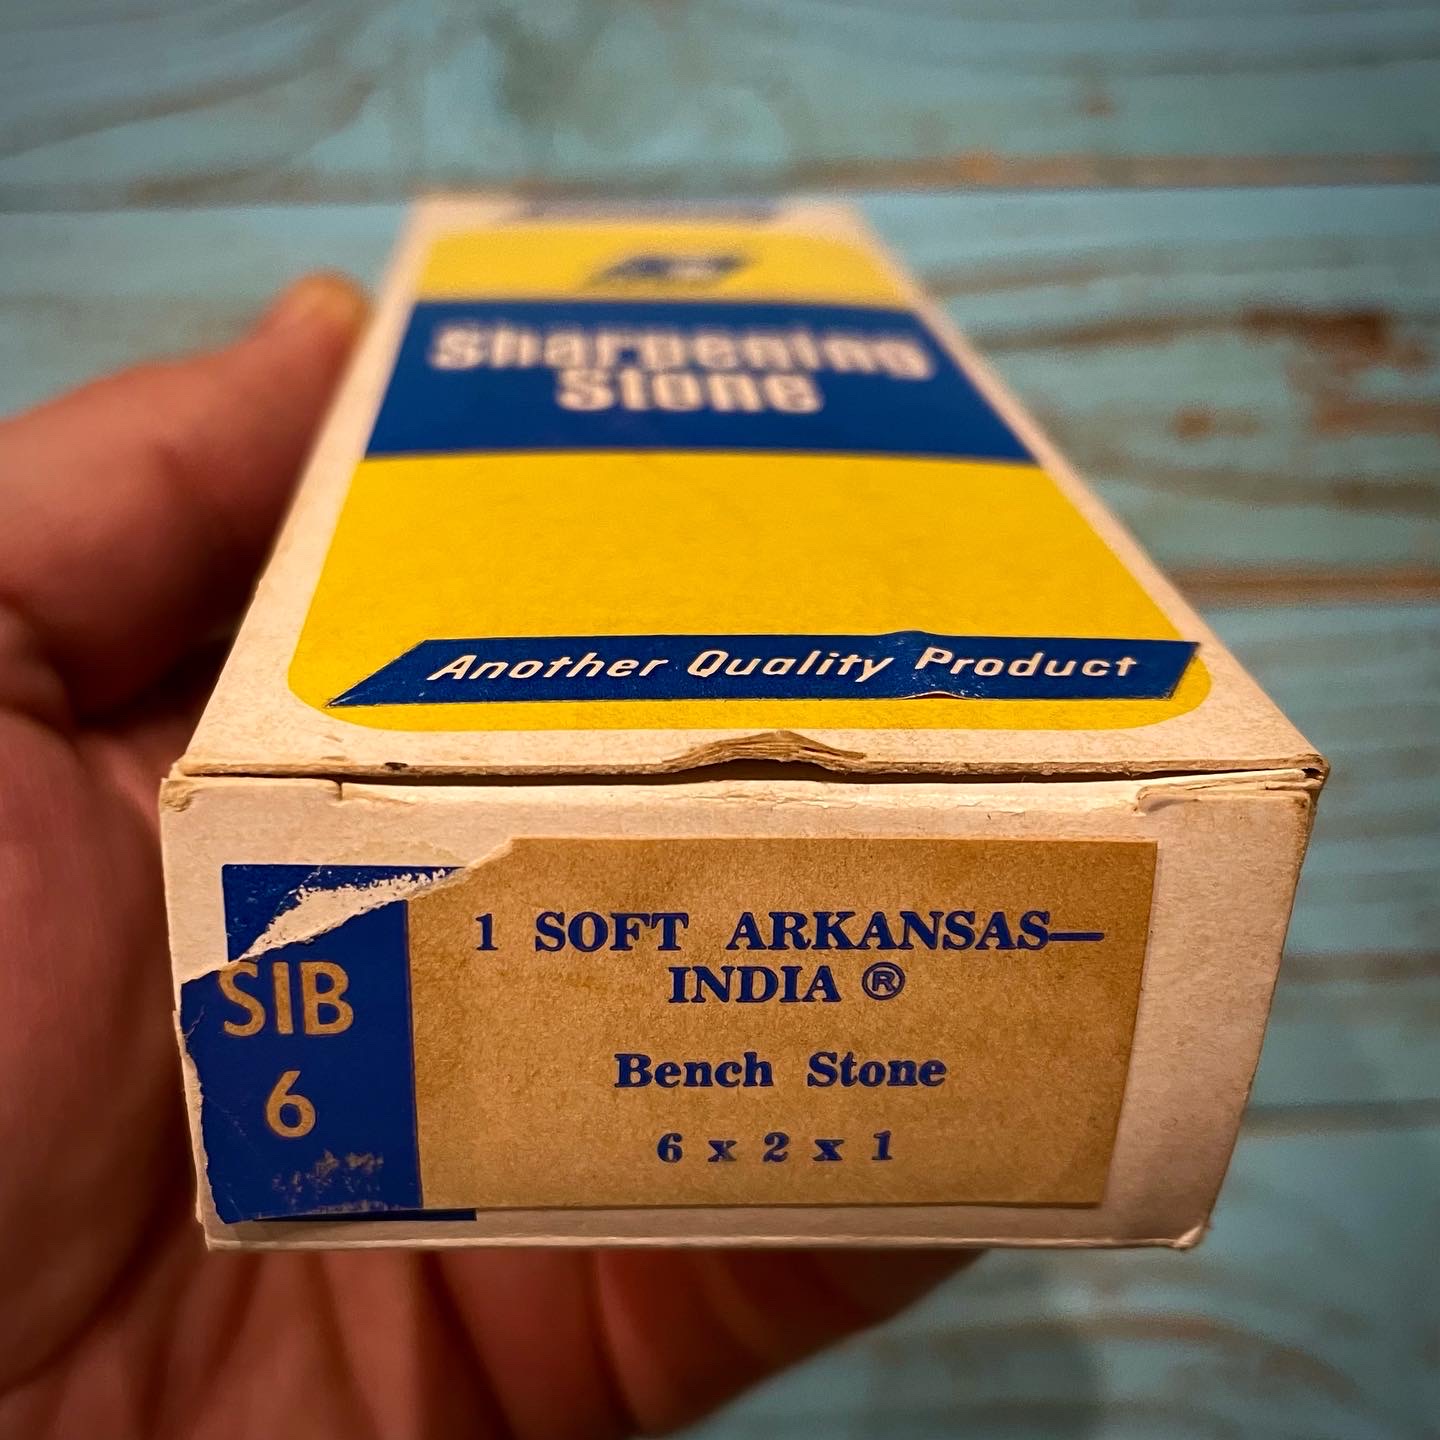 Sharpening
Stone
Another Quality Product
SIB
6
1 SOFT ARKANSAS—
INDIA ®
Bench Stone
6 x 2 x 1